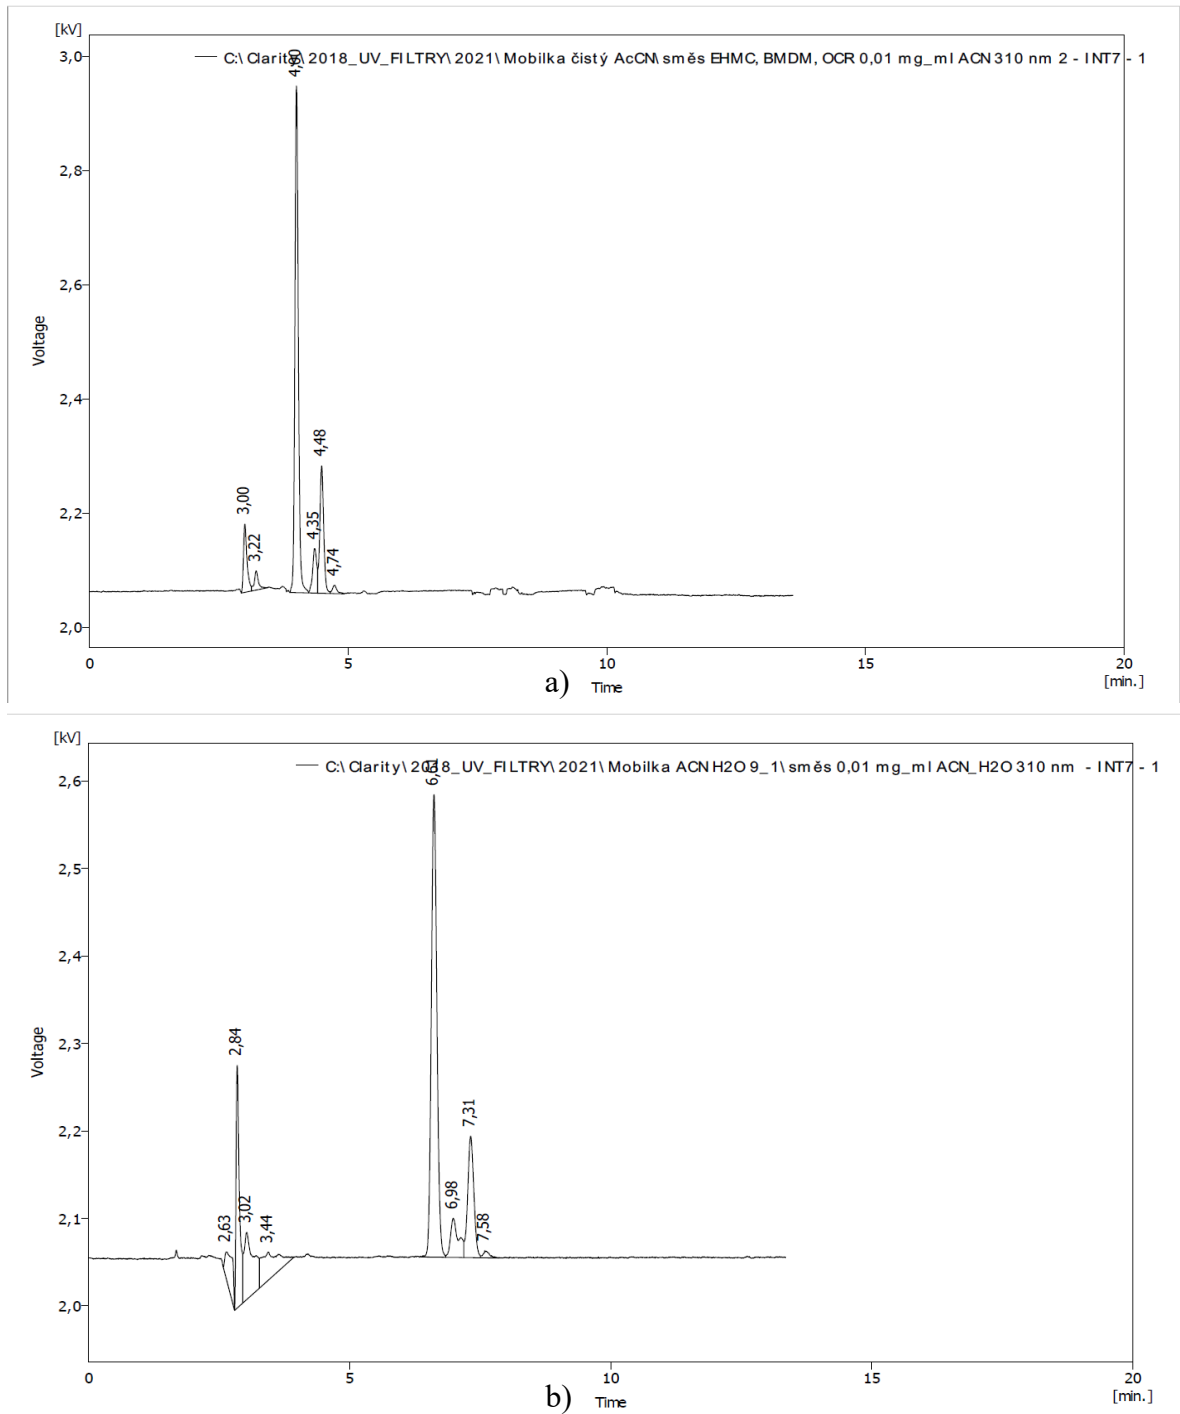 [kV]
C:\Clarity\2018_UV_FILTRY\2021\Mobilka čistý AcCN\směs EHMC, BMDM, OCR 0,01 mg_ml ACN 310 nm 2 - INT7 - 1
3,0
2,8
2,6
2,4
2,2
2,0
Voltage
3,00
3,22
4,00
4,35
4,48
4,74
0 5 10 15 20
a) Time [min.]
[kV]
C:\Clarity\2018_UV_FILTRY\2021\Mobilka ACN H2O 9_1\směs 0,01 mg_ml ACN_H2O 310 nm - INT7 - 1
2,6
2,5
2,4
2,3
2,2
2,1
2,0
Voltage
2,63
2,84
3,02
3,44
6,61
6,98
7,31
7,58
0 5 10 15 20
b) Time [min.]